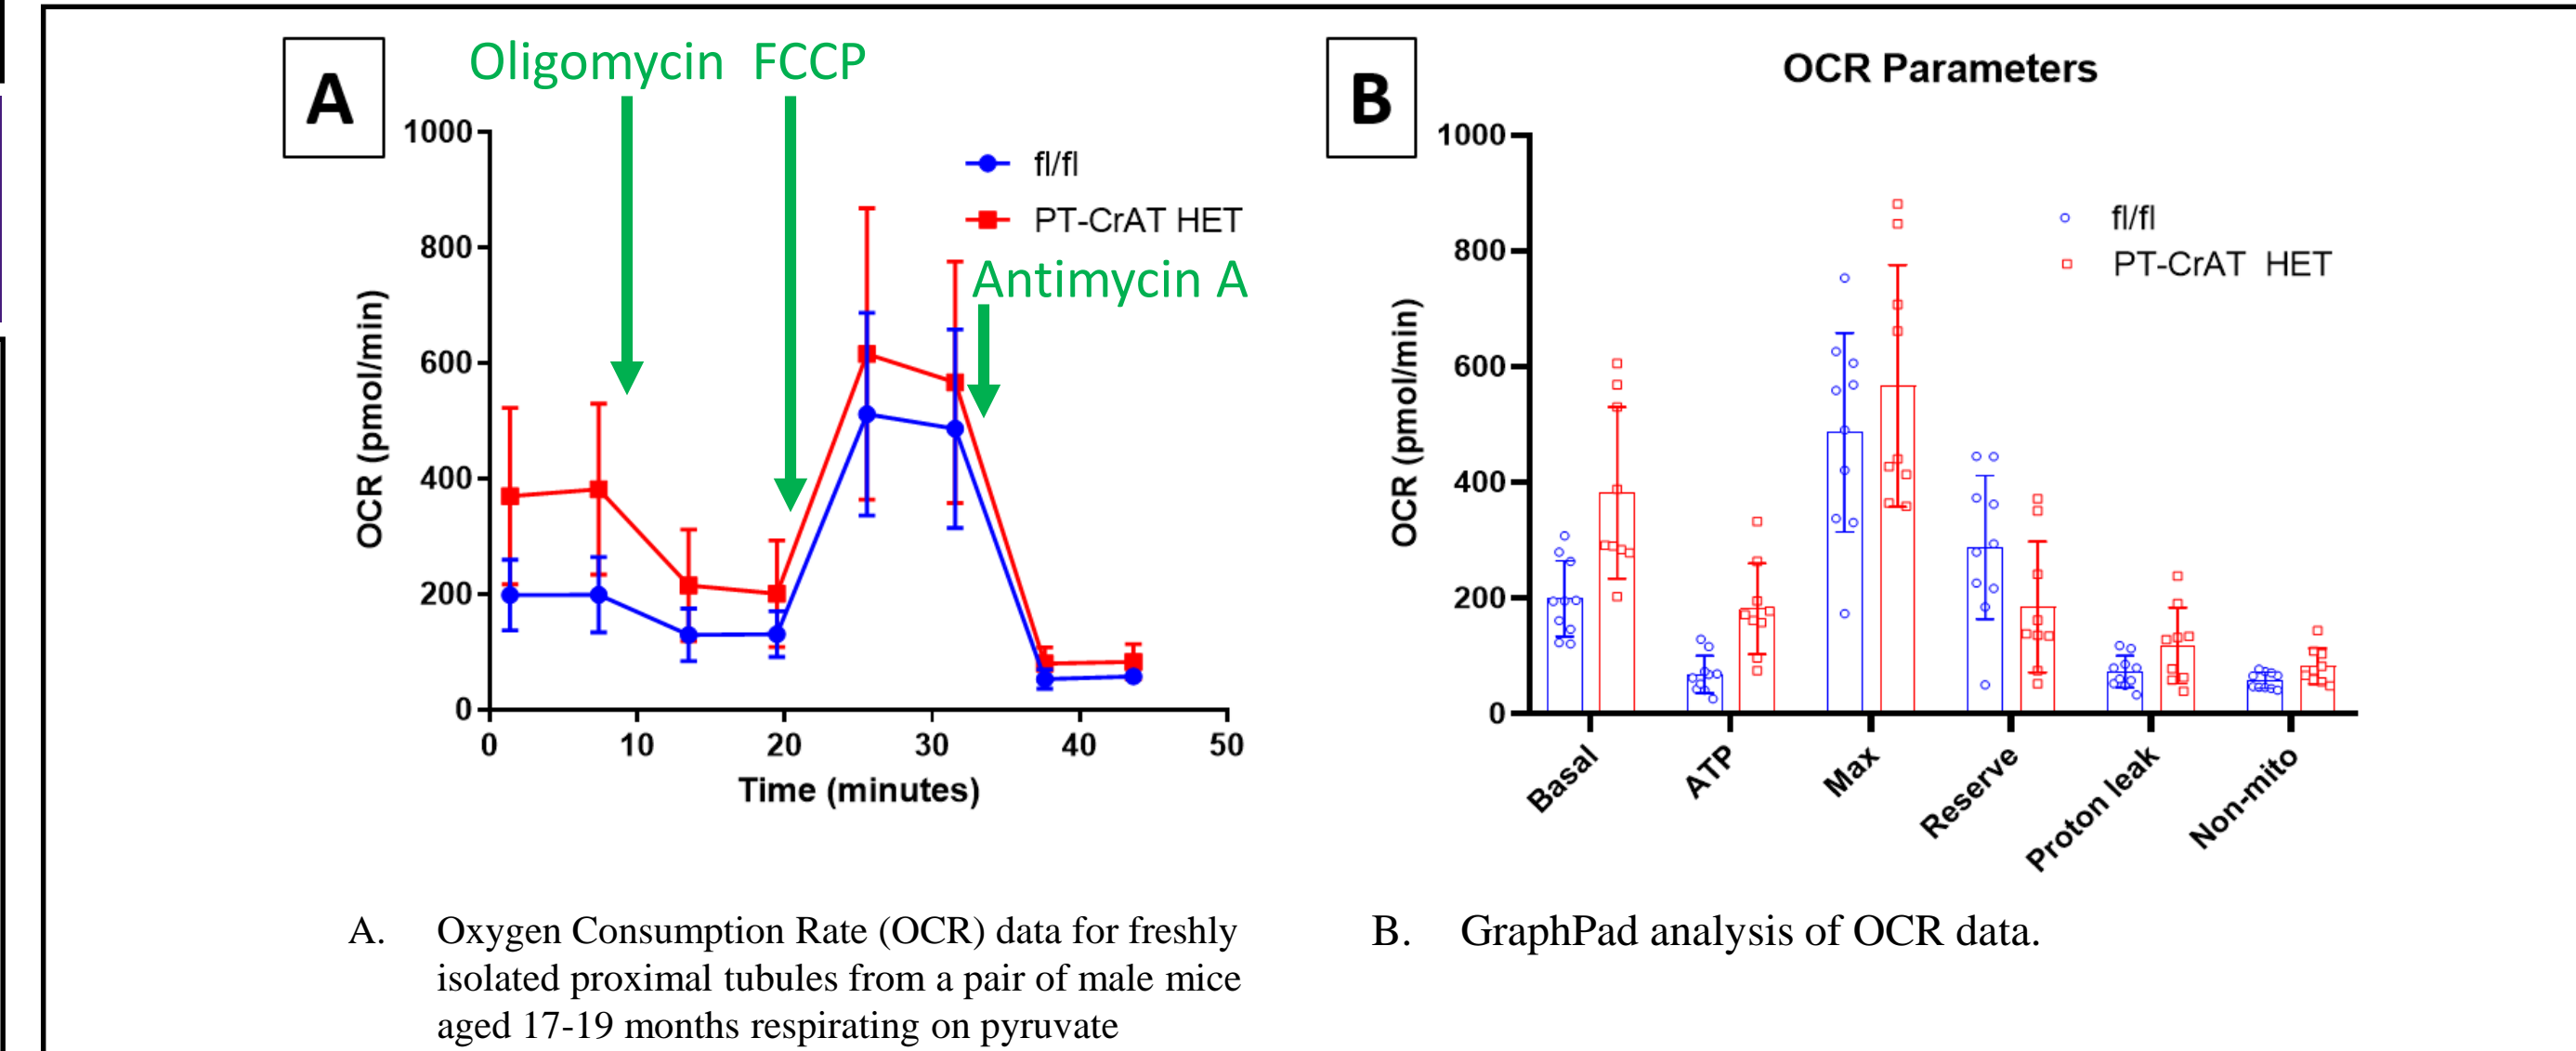 A
Oligomycin FCCP
1000
800
600
400
200
0
OCR (pmol/min)
fl/fl
PT-CrAT HET
Antimycin A
0 10 20 30 40 50
Time (minutes)
A. Oxygen Consumption Rate (OCR) data for freshly
isolated proximal tubules from a pair of male mice
aged 17-19 months respirating on pyruvate
B
OCR Parameters
1000
800
600
400
200
0
OCR (pmol/min)
fl/fl
PT-CrAT HET
Basal
ATP
Max
Reserve
Proton leak
Non-mito
B. GraphPad analysis of OCR data.